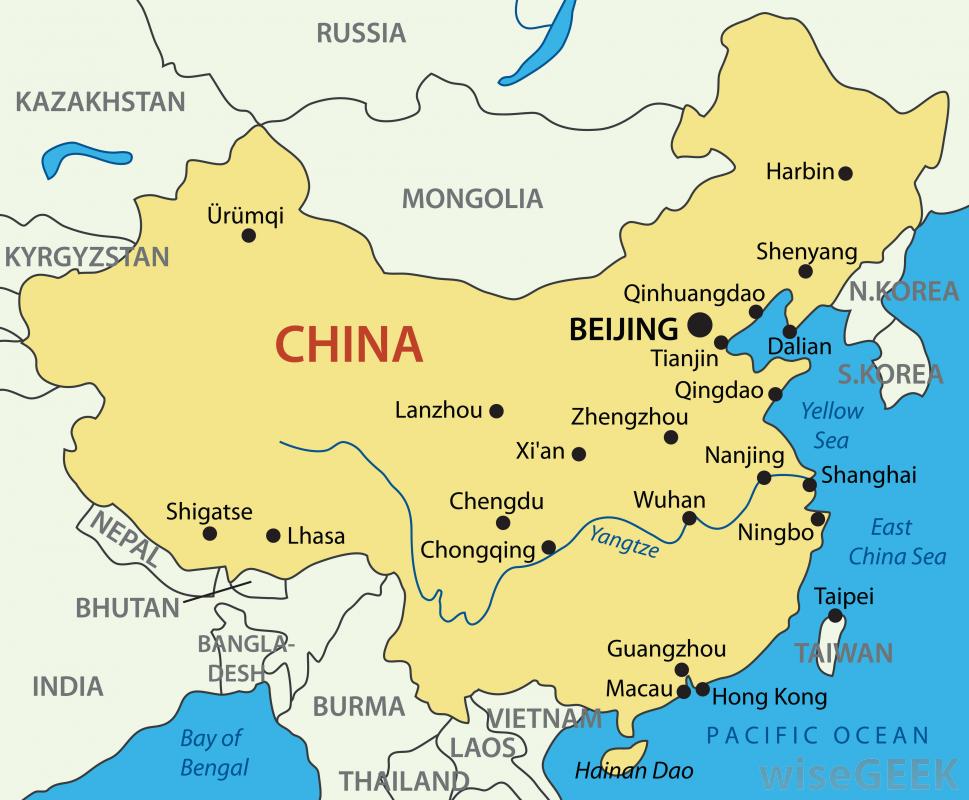 RUSSIA
KAZAKHSTAN
MONGOLIA
Harbin
Ürümqi
KYRGYZSTAN
Shenyang
Qinhuangdao
N.KOREA
BEIJING
CHINA
Tianjin
Dalian
S.KOREA
Qingdao
Lanzhou
Zhengzhou
Yellow
Sea
Xi'an
Nanjing
Shanghai
Chengdu
Wuhan
Shigatse
Lhasa
Chongqing
Yangtze
Ningbo
East
China Sea
NEPAL
BHUTAN
Taipei
BANGLA-
DESH
Guangzhou
TAIWAN
INDIA
Macau
Hong Kong
BURMA
VIETNAM
PACIFIC OCEAN
Bay of
Bengal
LAOS
Hainan Dao
THAILAND
wiseGEEK